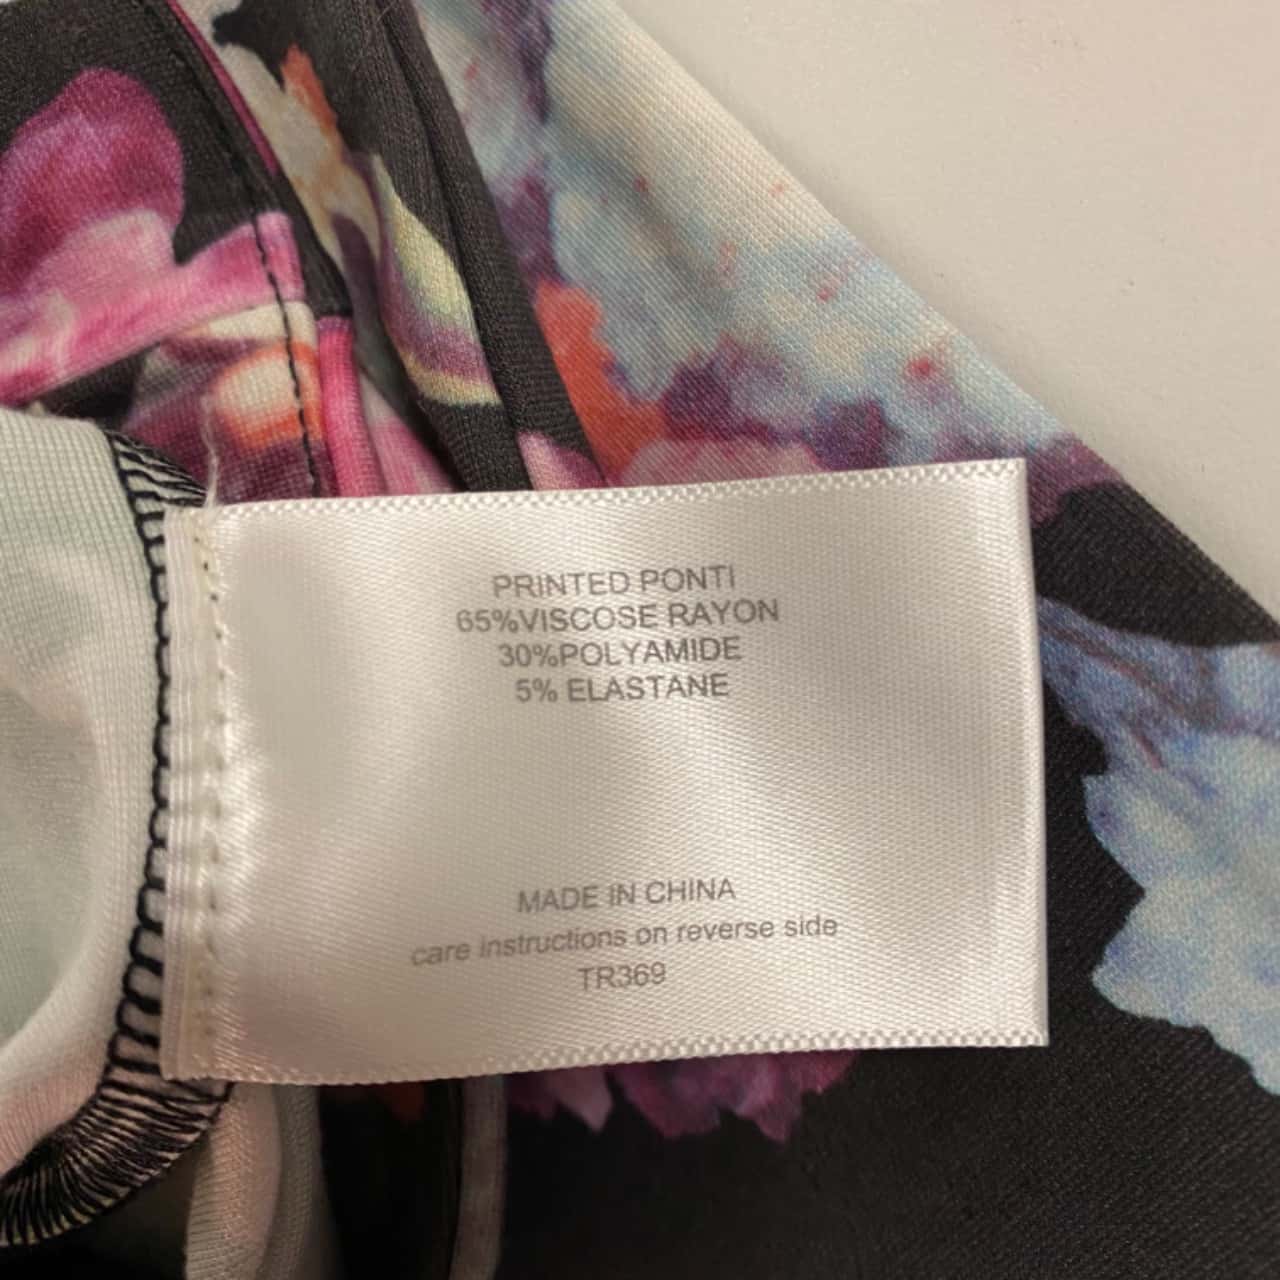 PRINTED PONTI
65%VISCOSE RAYON
30%POLYAMIDE
5% ELASTANE
MADE IN CHINA
care instructions on reverse side
TR369